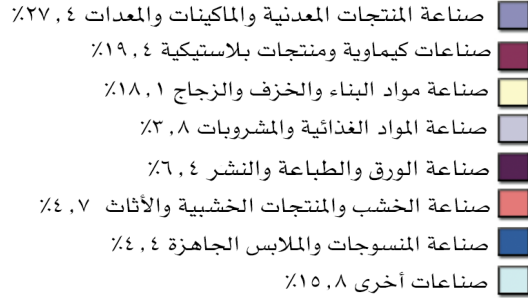 صناعة المنتجات المعدنية والماكينات والمعدات ٢٧,٤٪
صناعات كيماوية ومنتجات بلاستيكية ١٩,٤٪
صناعة مواد البناء والخزف والزجاج ١٨,١٪
صناعة المواد الغذائية والمشروبات ٣,٨٪
صناعة الورق والطباعة والنشر ٦,٤٪
صناعة الخشب والمنتجات الخشبية والأثاث ٤,٧٪
صناعة المنسوجات والملابس الجاهزة ٤,٤٪
صناعات أخرى ١٥,٨٪